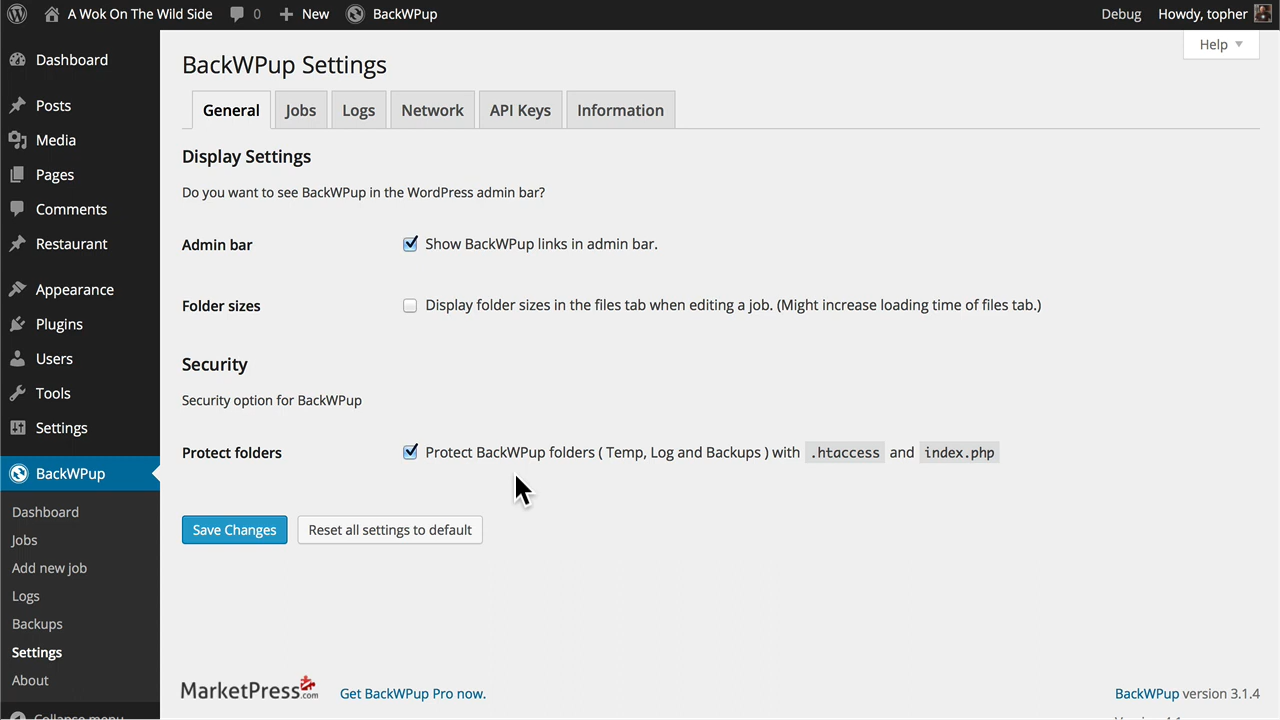 A Wok On The Wild Side 0 New BackWPup Debug Howdy, topher
Help
Dashboard
Posts
Media
Pages
Comments
Restaurant
Appearance
Plugins
Users
Tools
Settings
BackWPup
Dashboard
Jobs
Add new job
Logs
Backups
Settings
About
Collapse menu
BackWPup Settings
General Jobs Logs Network API Keys Information
Display Settings
Do you want to see BackWPup in the WordPress admin bar?
Admin bar Show BackWPup links in admin bar.
Folder sizes Display folder sizes in the files tab when editing a job. (Might increase loading time of files tab.)
Security
Security option for BackWPup
Protect folders Protect BackWPup folders ( Temp, Log and Backups ) with .htaccess and index.php
Save Changes Reset all settings to default
MarketPress.com Get BackWPup Pro now. BackWPup version 3.1.4